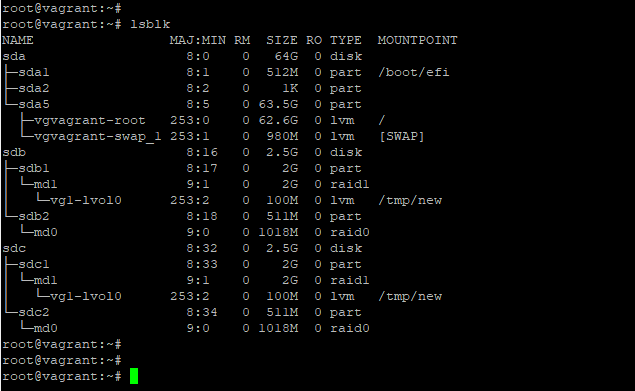 root@vagrant:~#
root@vagrant:~# lsblk
NAME                 MAJ:MIN RM  SIZE RO TYPE  MOUNTPOINT
sda                    8:0    0   64G  0 disk
├─sda1                 8:1    0  512M  0 part  /boot/efi
├─sda2                 8:2    0    1K  0 part
└─sda5                 8:5    0 63.5G  0 part
  ├─vgvagrant-root   253:0    0 62.6G  0 lvm   /
  └─vgvagrant-swap_1 253:1    0  980M  0 lvm   [SWAP]
sdb                    8:16   0  2.5G  0 disk
├─sdb1                 8:17   0    2G  0 part
│ └─md1                9:1    0    2G  0 raid1
│   └─vg1-lvol0      253:2    0  100M  0 lvm   /tmp/new
└─sdb2                 8:18   0  511M  0 part
  └─md0                9:0    0 1018M  0 raid0
sdc                    8:32   0  2.5G  0 disk
├─sdc1                 8:33   0    2G  0 part
│ └─md1                9:1    0    2G  0 raid1
│   └─vg1-lvol0      253:2    0  100M  0 lvm   /tmp/new
└─sdc2                 8:34   0  511M  0 part
  └─md0                9:0    0 1018M  0 raid0
root@vagrant:~#
root@vagrant:~#
root@vagrant:~#